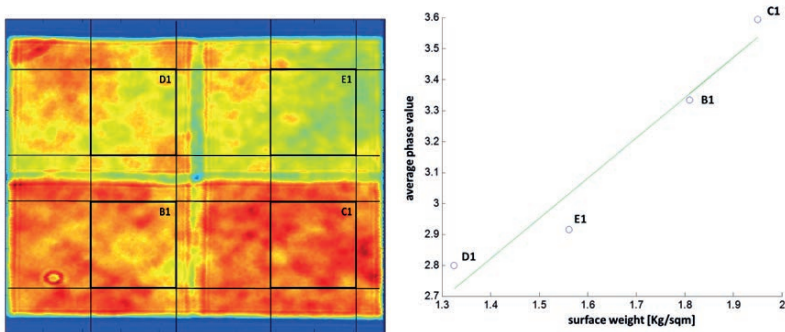 D1
E1
B1
C1
3.6
3.5
3.4
3.3
3.2
3.1
3
2.9
2.8
2.7
average phase value
C1
B1
E1
D1
1.3
1.4
1.5
1.6
1.7
1.8
1.9
2
surface weight [Kg/sqm]